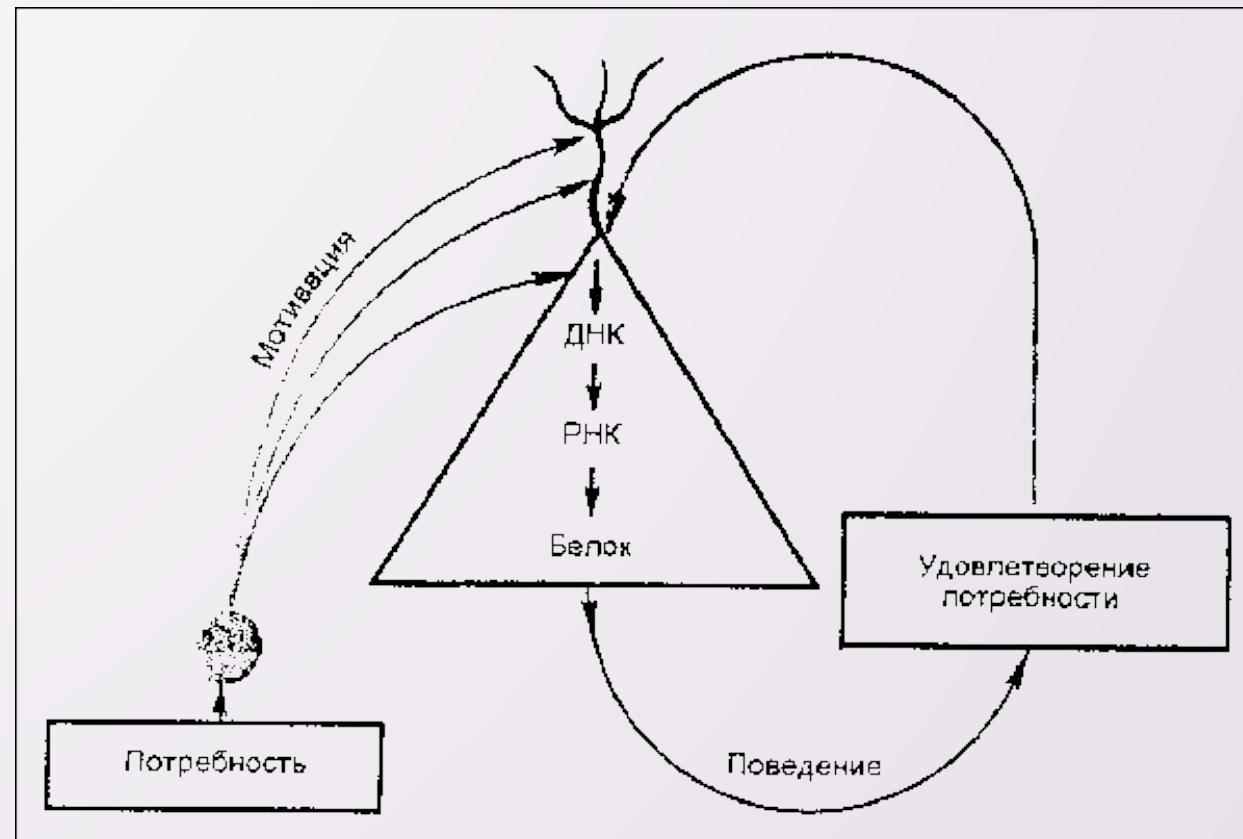 Мотивация
ДНК
РНК
Белок
Удовлетворение
потребности
Потребность
Поведение